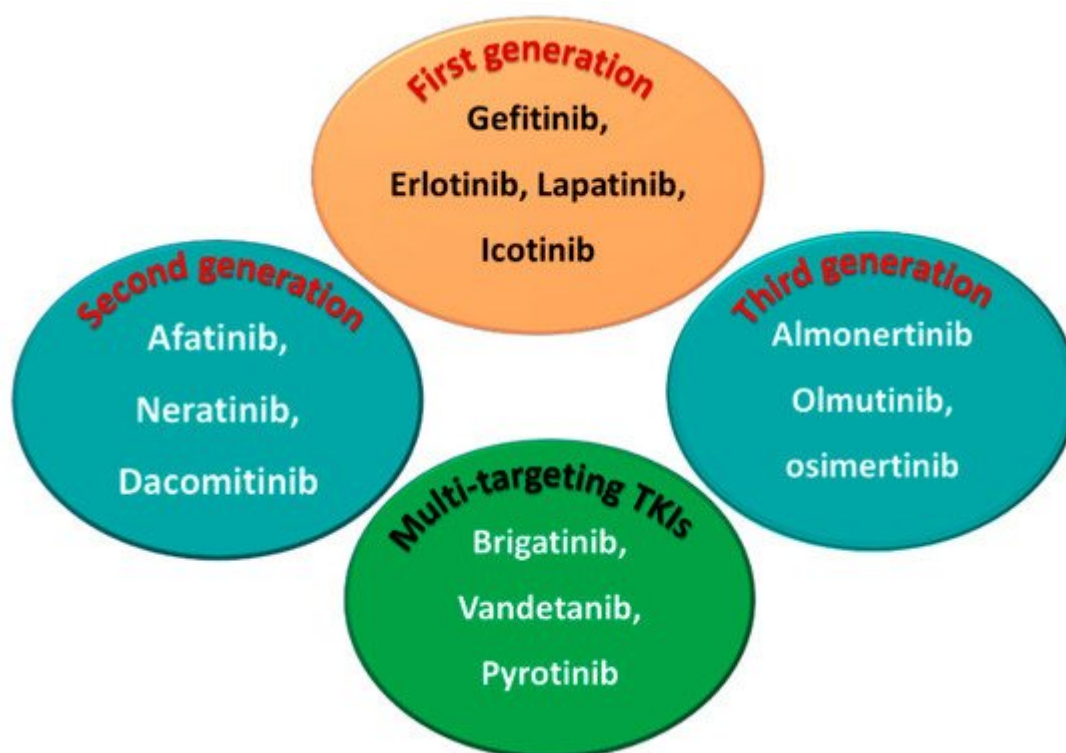 First generation
Gefitinib,
Erlotinib, Lapatinib,
Icotinib
Second generation
Afatinib,
Neratinib,
Dacomitinib
Third generation
Almonertinib
Olmutinib,
osimertinib
Multi-targeting TKIs
Brigatinib,
Vandetanib,
Pyrotinib